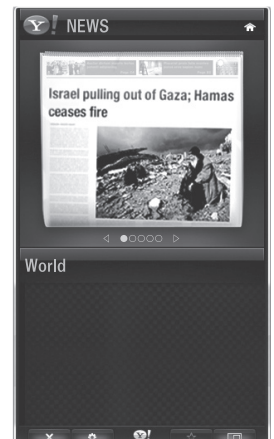 Y! NEWS
Israel pulling out of Gaza; Hamas
ceases fire
World
Y!